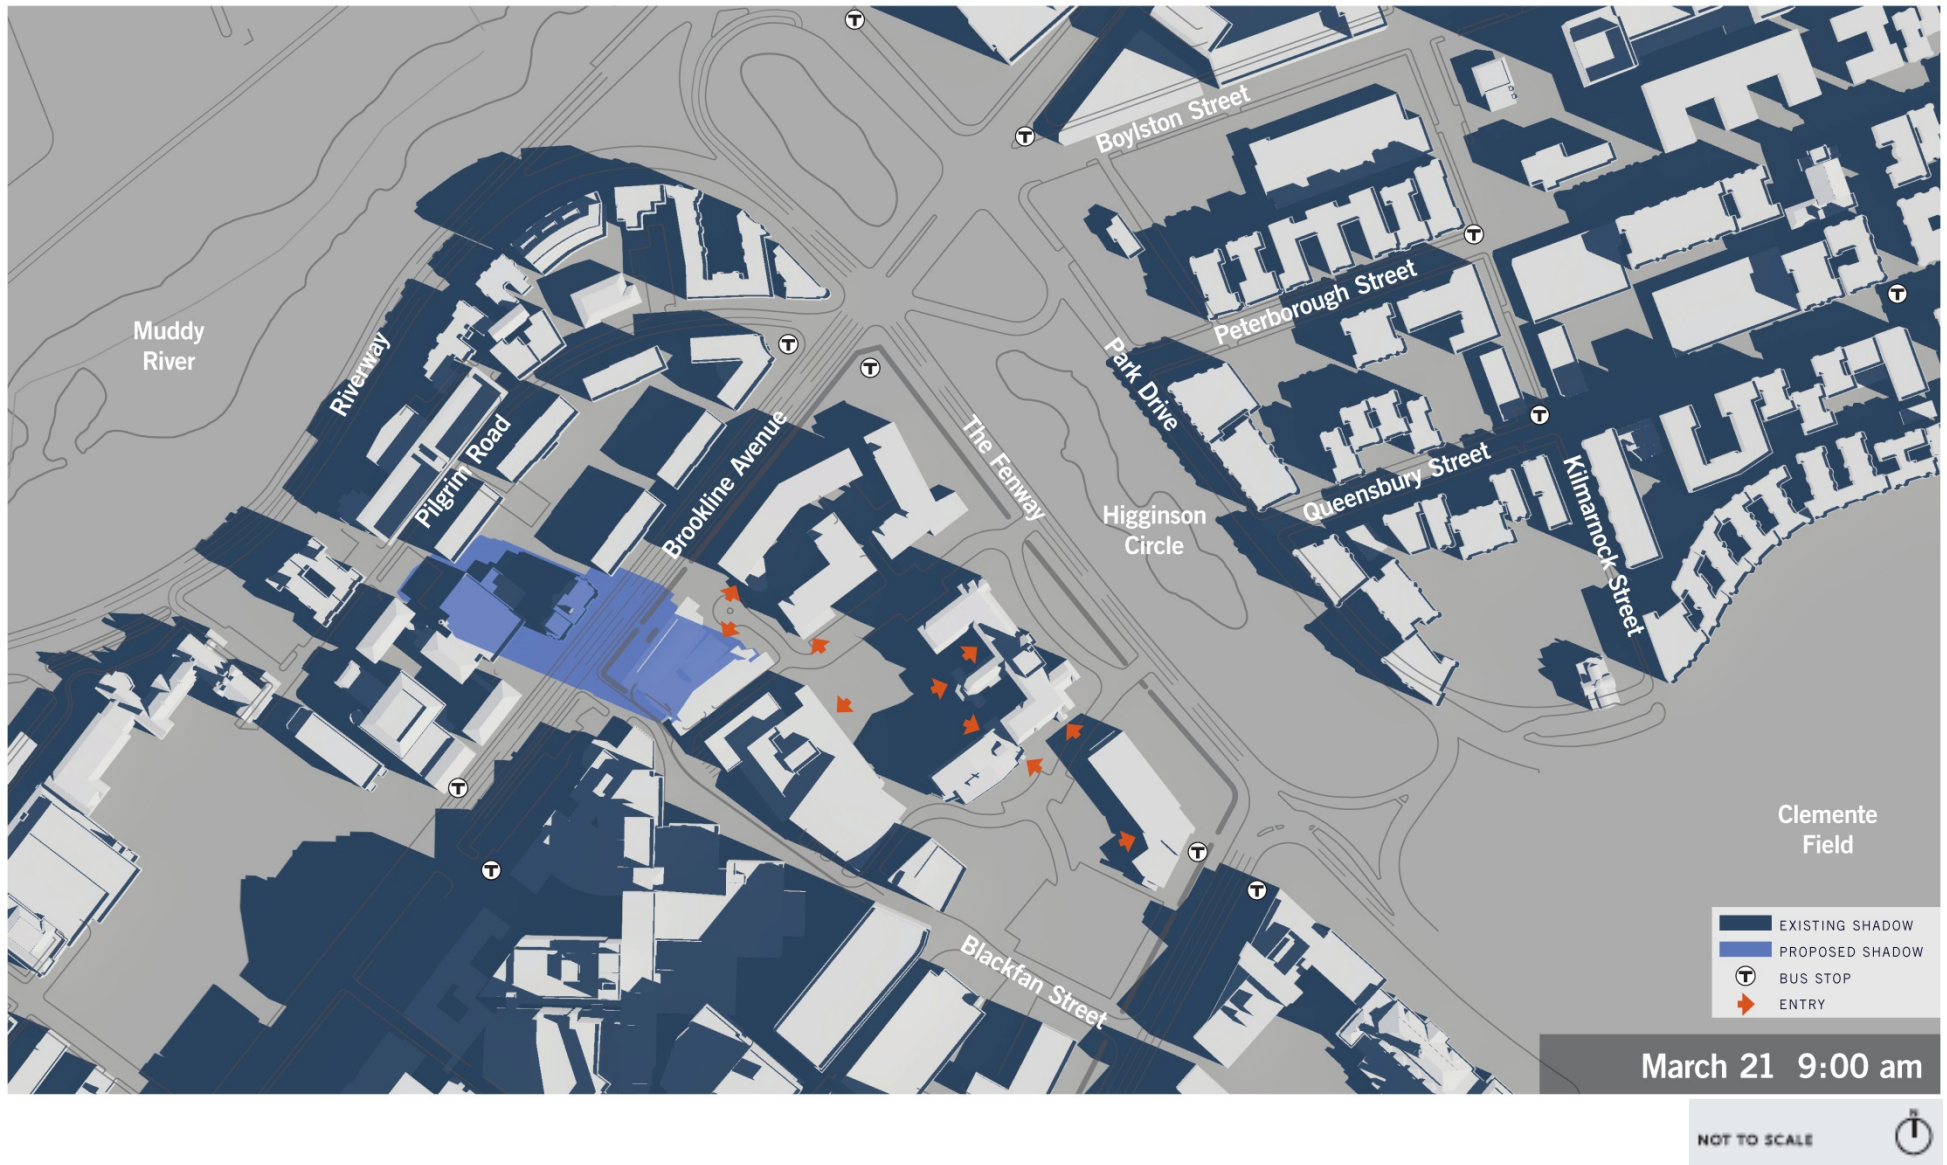 Boylston Street
Muddy
River
Riverway
Peterborough Street
Park Drive
Pilgrim Road
Brookline Avenue
The Fenway
Queensbury Street
Kilmarnock Street
Higginson
Circle
Clemente
Field
Blackfan Street
EXISTING SHADOW
PROPOSED SHADOW
T BUS STOP
ENTRY
March 21 9:00 am
NOT TO SCALE
N